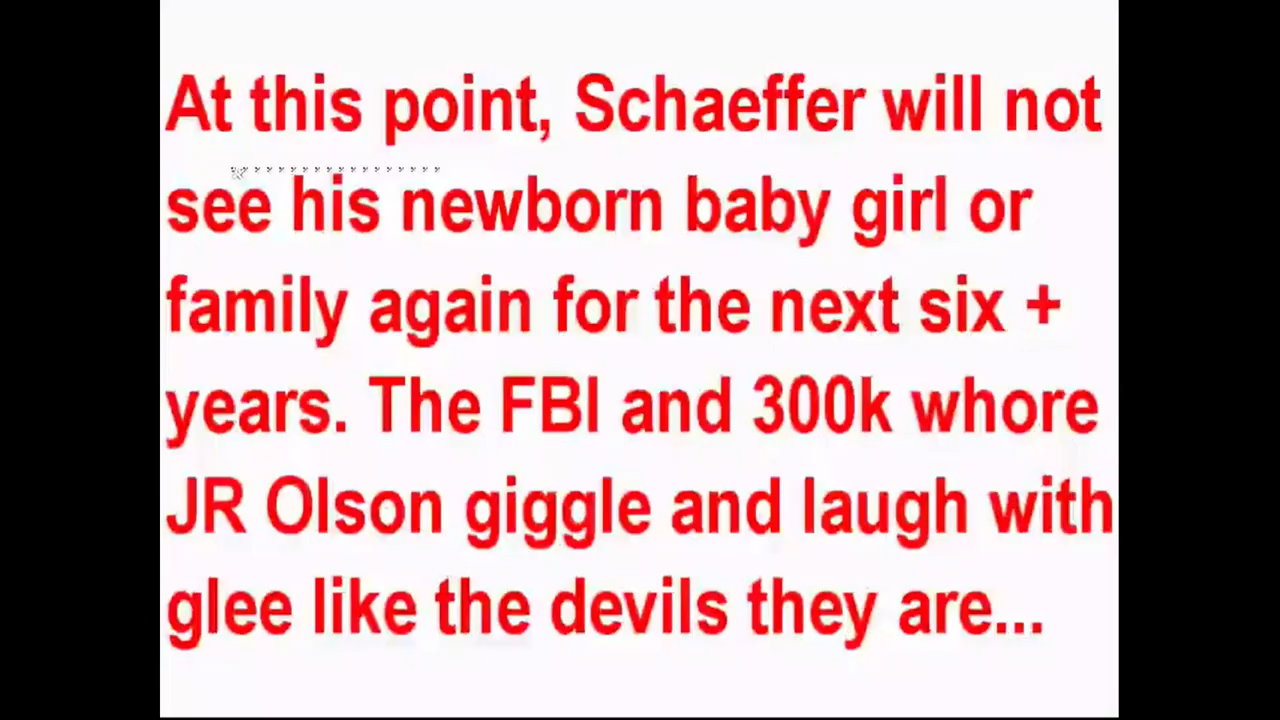 At this point, Schaeffer will not
see his newborn baby girl or
family again for the next six +
years. The FBI and 300k whore
JR Olson giggle and laugh with
glee like the devils they are...